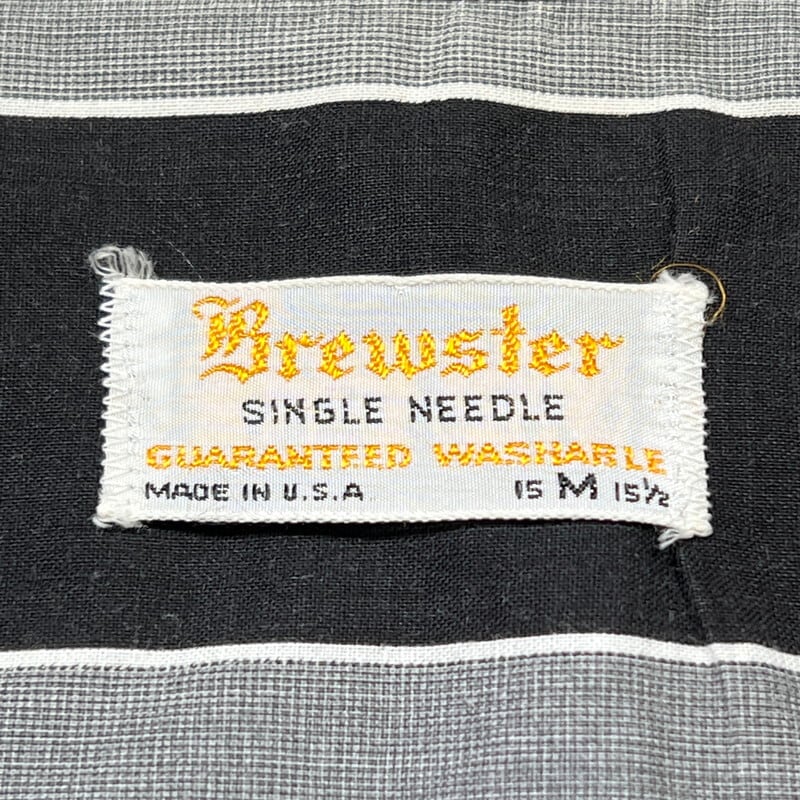 Brewster
SINGLE NEEDLE
GUARANTEED WASHABLE
MADE IN U.S.A 15 M 15½